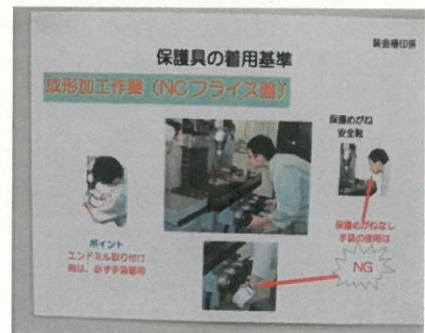 保護具の着用基準
成形加工作業(NCフライス盤)
保護めがね
安全靴
ポイント
エンドミル取り付け
時は、必ず手袋着用
保護めがねなし
手袋の使用は
NG